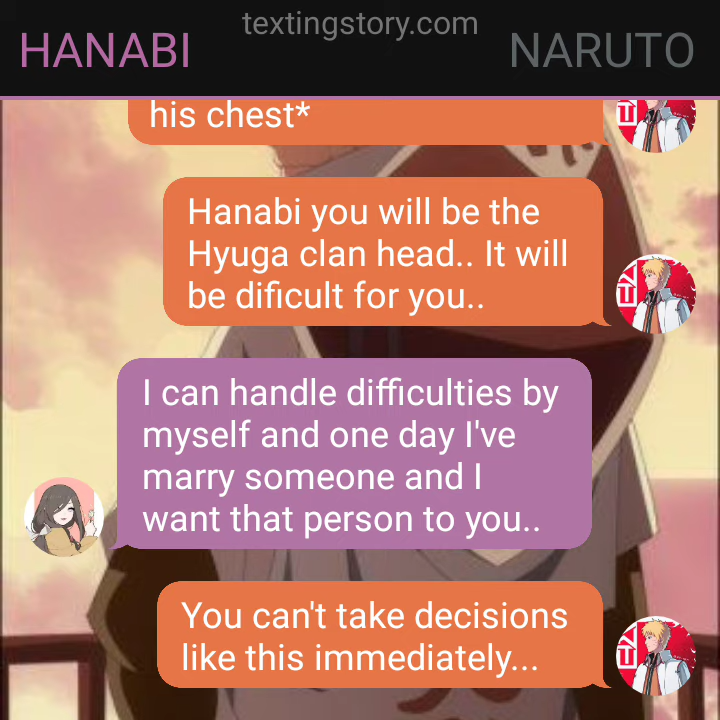 textingstory.com
HANABI
NARUTO
his chest*
Hanabi you will be the
Hyuga clan head.. It will
be dificult for you..
I can handle difficulties by
myself and one day I've
marry someone and I
want that person to you..
You can't take decisions
like this immediately...